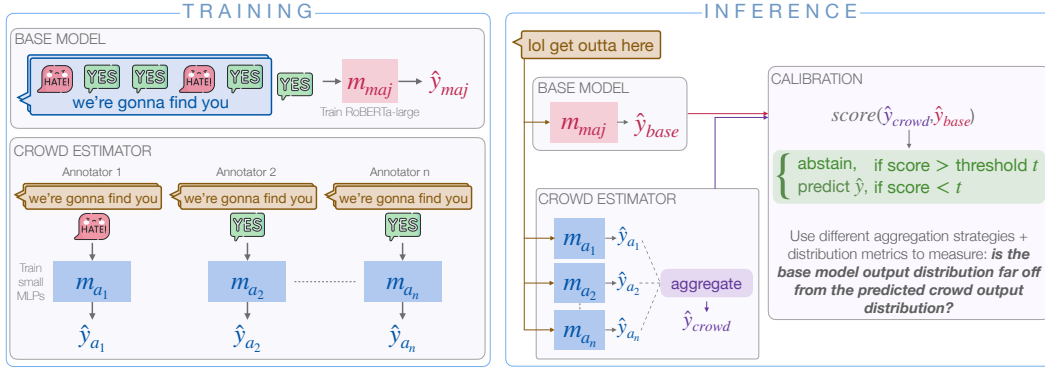 TRAINING
BASE MODEL
HATE! YES YES HATE! YES
we're gonna find you
YES
m_maj
ŷ_maj
Train RoBERTa-large
CROWD ESTIMATOR
Annotator 1
Annotator 2
Annotator n
we're gonna find you
we're gonna find you
we're gonna find you
HATE!
YES
YES
Train
small
MLPs
m_a₁
m_a₂
m_aₙ
ŷ_a₁
ŷ_a₂
ŷ_aₙ
INFERENCE
lol get outta here
BASE MODEL
m_maj
ŷ_base
CROWD ESTIMATOR
m_a₁
ŷ_a₁
m_a₂
ŷ_a₂
m_aₙ
ŷ_aₙ
aggregate
ŷ_crowd
CALIBRATION
score(ŷ_crowd, ŷ_base)
{ abstain, if score > threshold t
predict ŷ, if score < t
Use different aggregation strategies +
distribution metrics to measure: is the
base model output distribution far off
from the predicted crowd output
distribution?